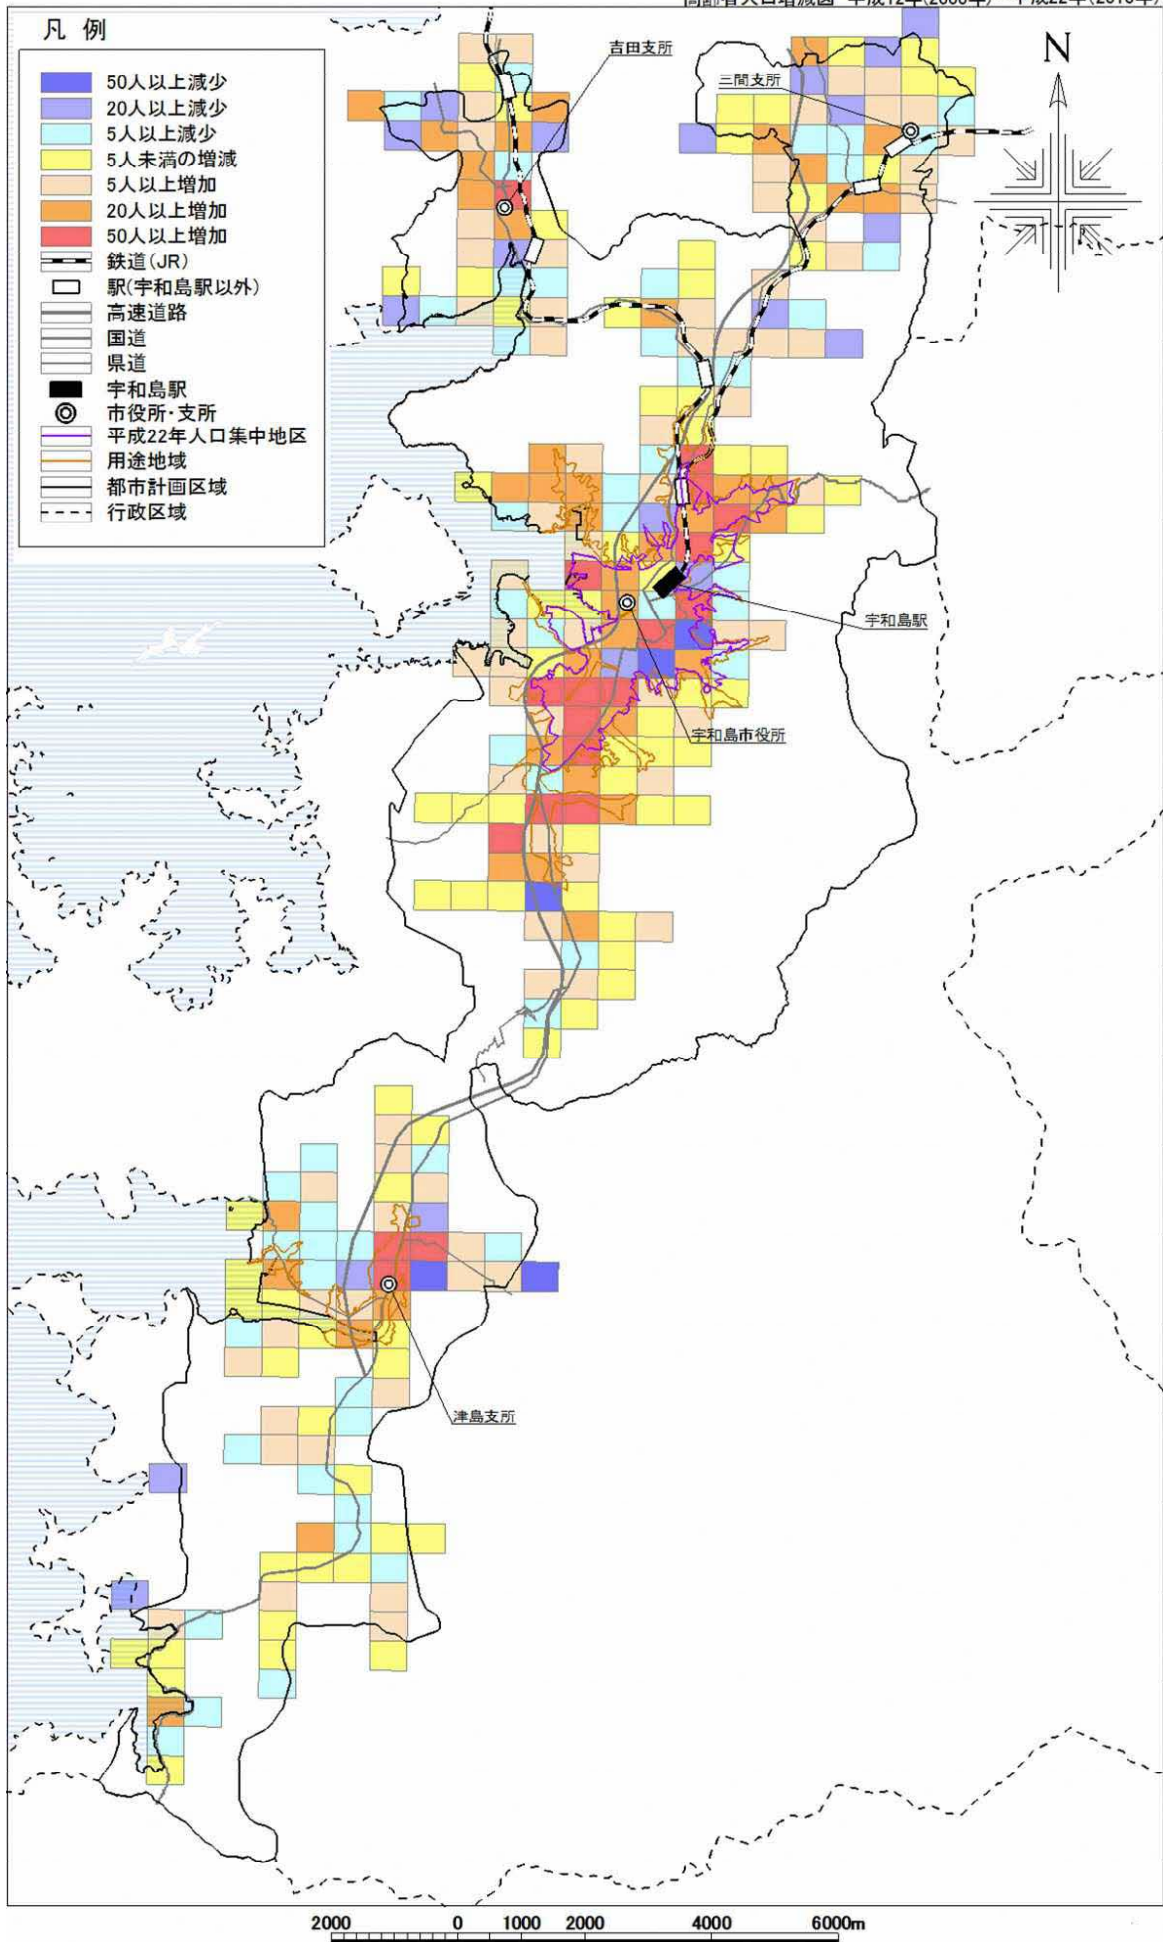 凡 例
50人以上減少
20人以上減少
5人以上減少
5人未満の増減
5人以上増加
20人以上増加
50人以上増加
鉄道(JR)
駅(宇和島駅以外)
高速道路
国道
県道
宇和島駅
市役所・支所
平成22年人口集中地区
用途地域
都市計画区域
行政区域
吉田支所
三間支所
N
宇和島駅
宇和島市役所
津島支所
2000 0 1000 2000 4000 6000m